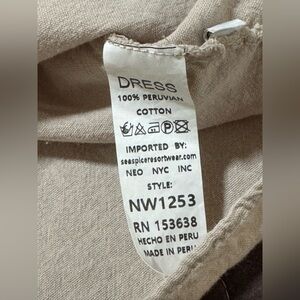 DRESS
100% PERUVIAN
COTTON
IMPORTED BY:
seaspiceresortwear.com
NEO NYC INC
STYLE:
NW1253
RN 153638
HECHO EN PERU
MADE IN PERU